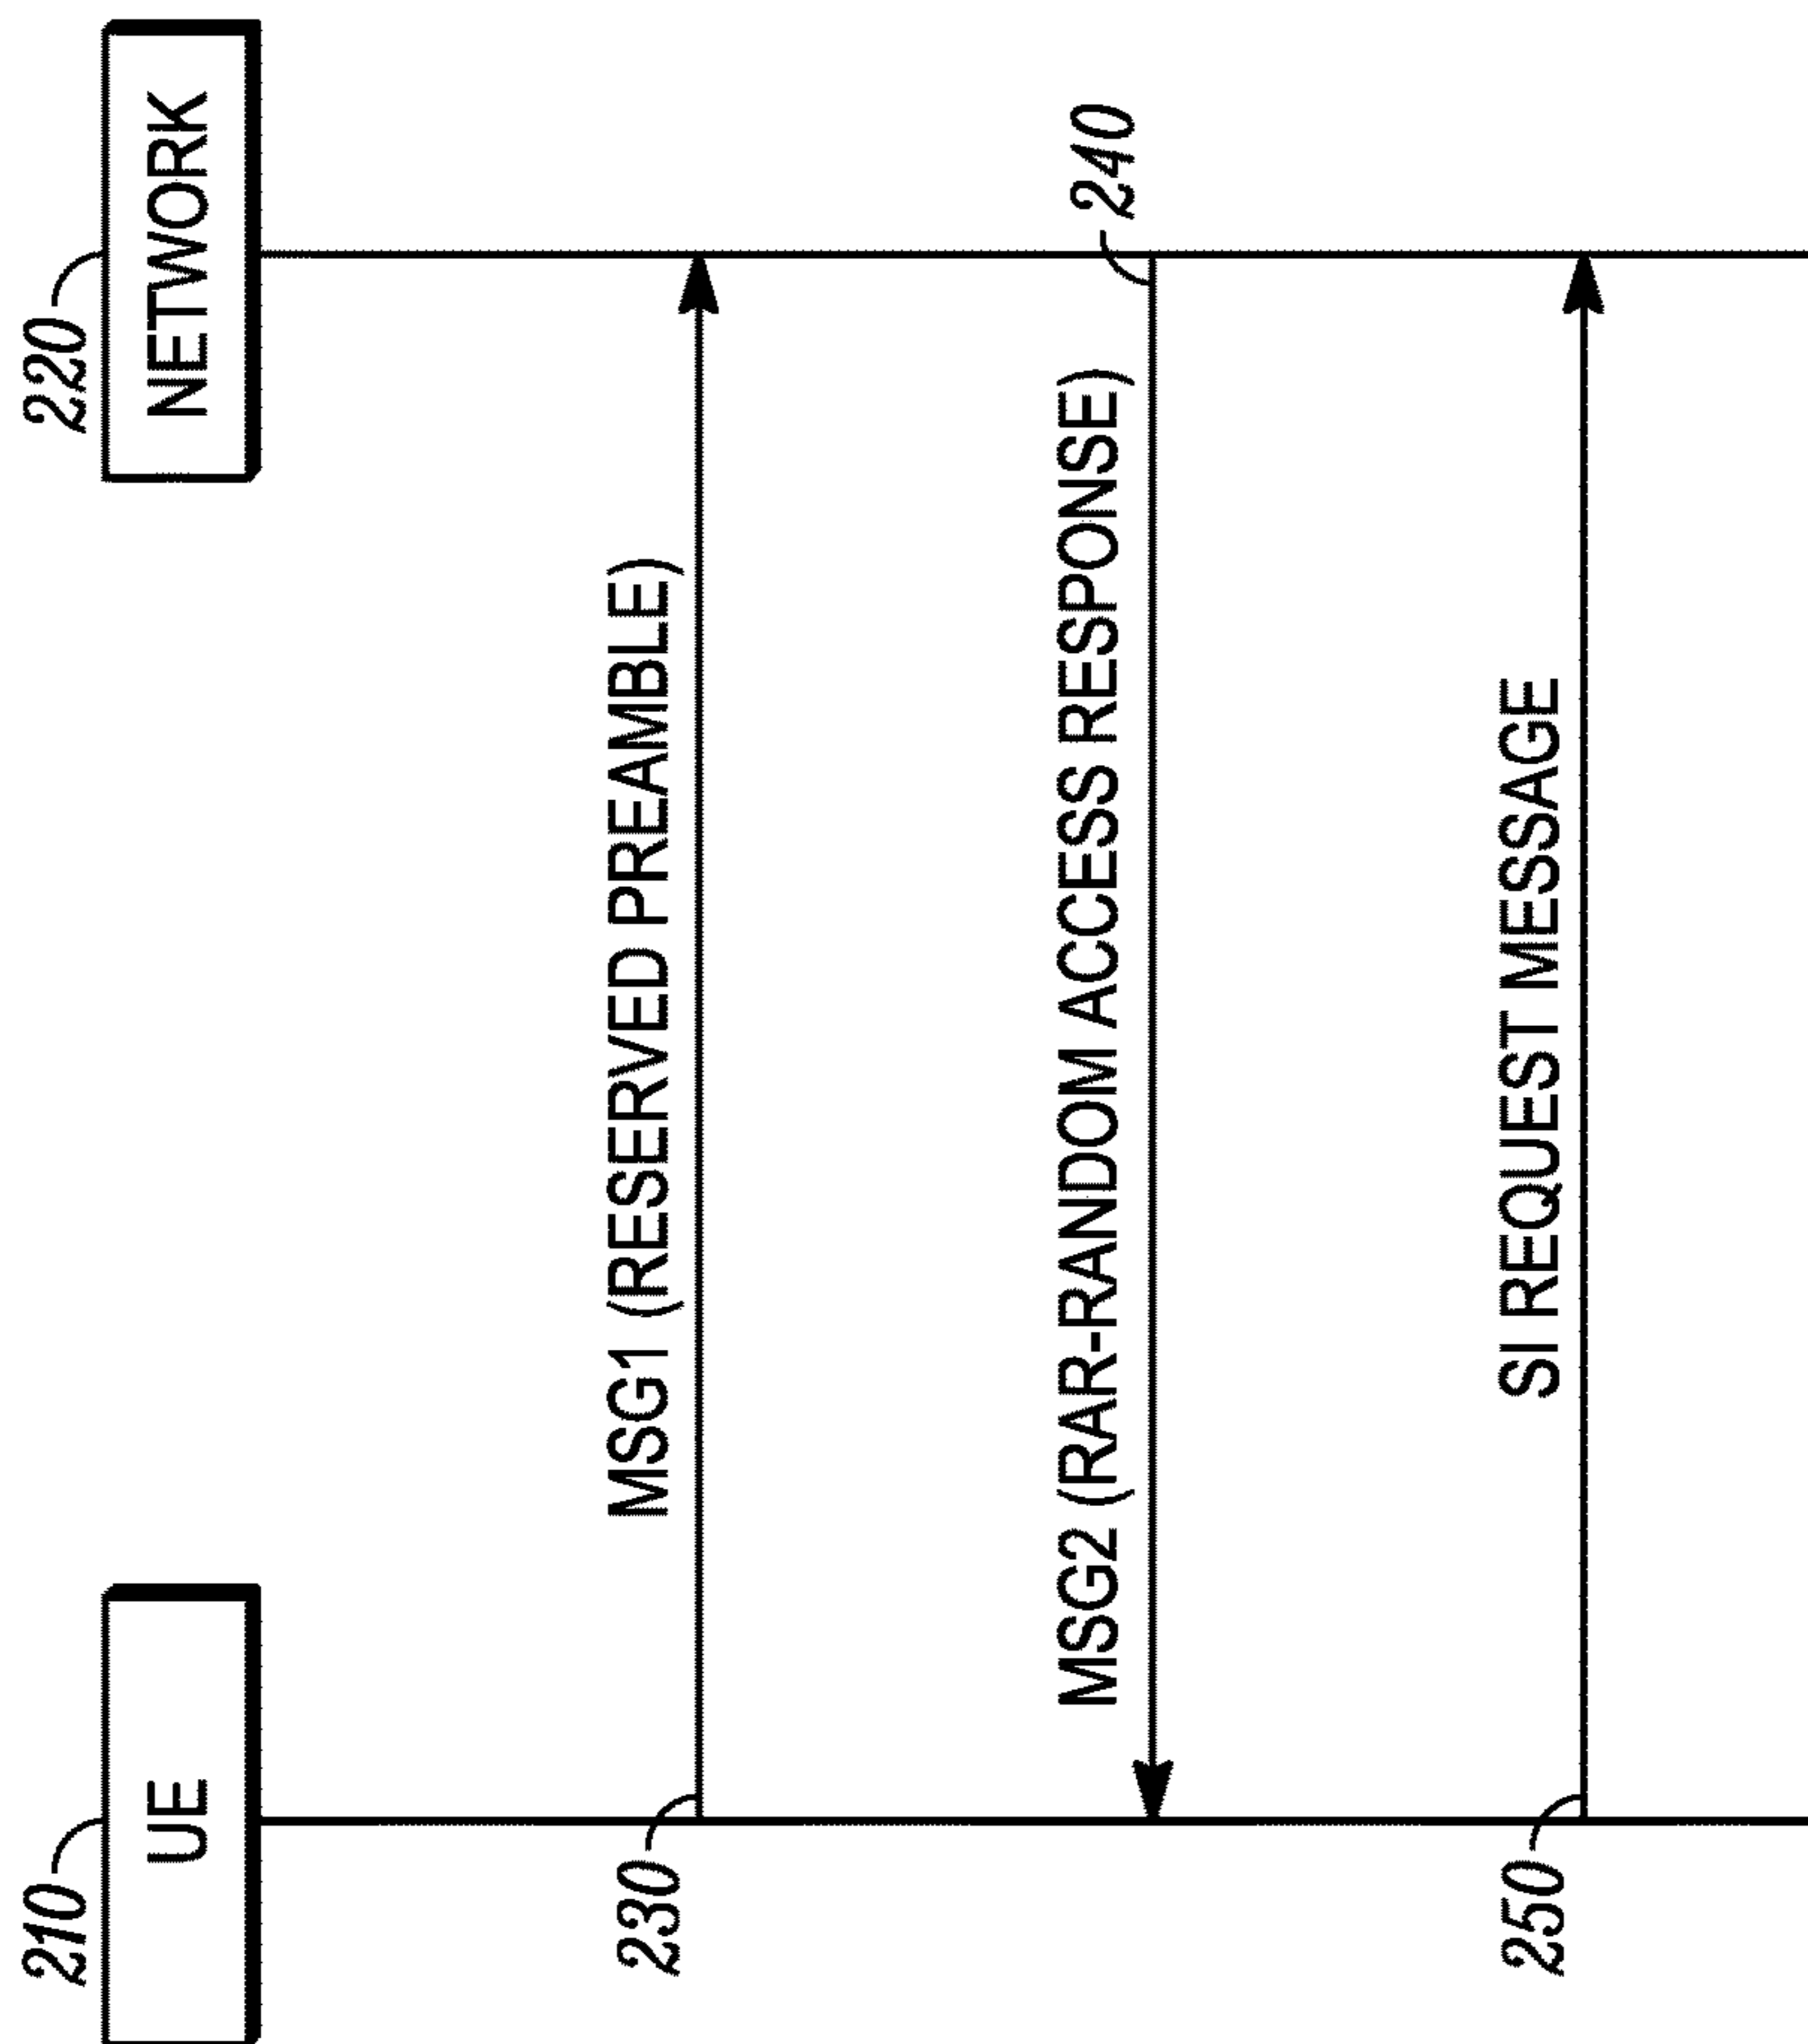 210
UE
220
NETWORK
230
MSG1 (RESERVED PREAMBLE)
MSG2 (RAR-RANDOM ACCESS RESPONSE)
240
250
SI REQUEST MESSAGE